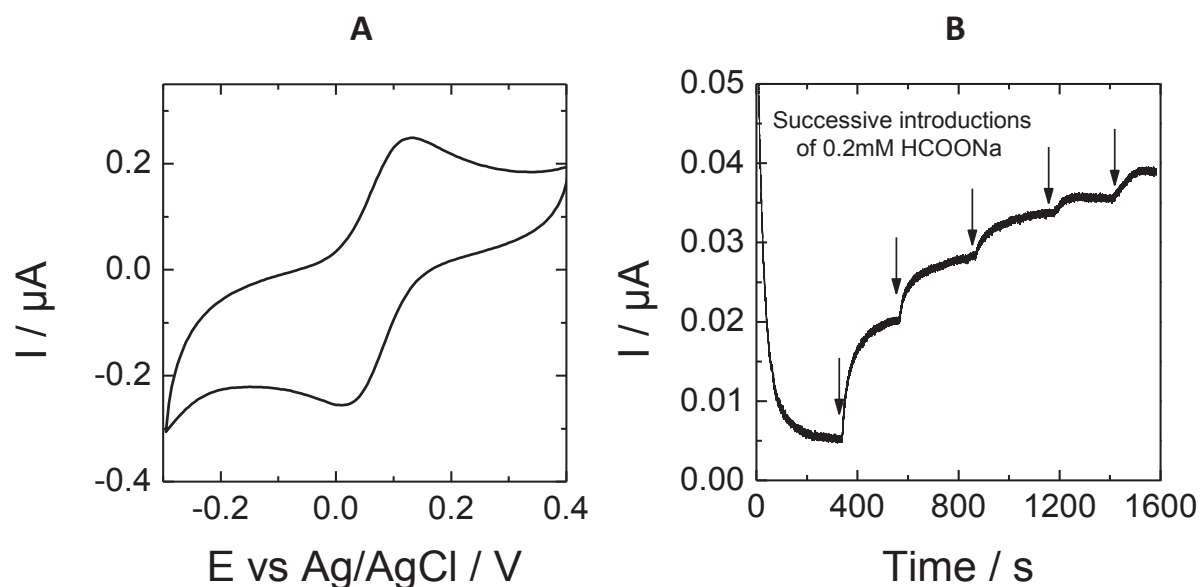 A
B
0.2
0.0
-0.2
-0.4
I / µA
-0.2
0.0
0.2
0.4
E vs Ag/AgCl / V
0.05
0.04
0.03
0.02
0.01
0.00
I / µA
Successive introductions
of 0.2mM HCOONa
0
400
800
1200
1600
Time / s